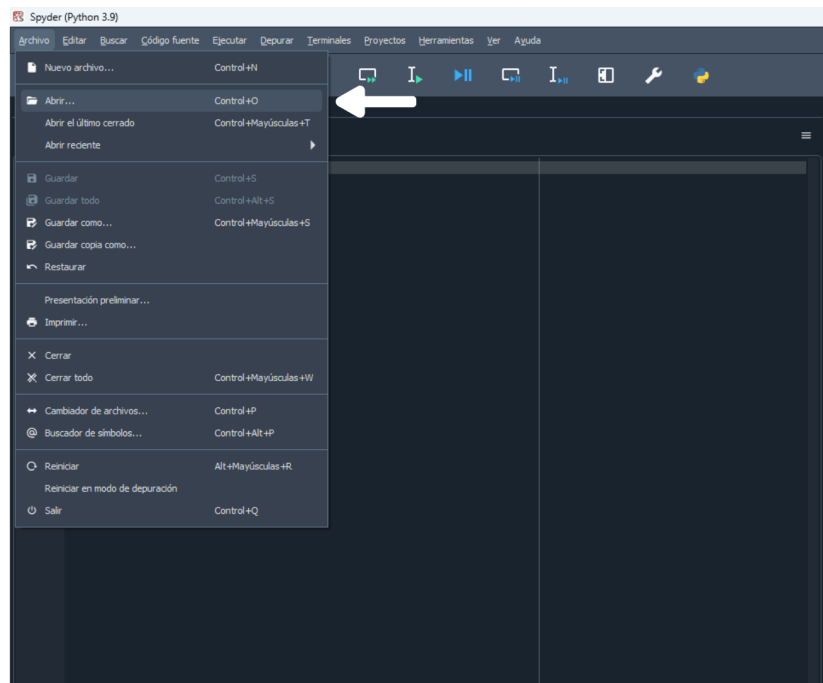 Spyder (Python 3.9)
Archivo Editar Buscar Código fuente Ejecutar Depurar Terminales Proyectos Herramientas Ver Ayuda
Nuevo archivo... Control+N
Abrir... Control+O
Abrir el último cerrado Control+Mayúsculas+T
Abrir reciente
Guardar Control+S
Guardar todo Control+Alt+S
Guardar como... Control+Mayúsculas+S
Guardar copia como...
Restaurar
Presentación preliminar...
Imprimir...
Cerrar
Cerrar todo Control+Mayúsculas+W
Cambiador de archivos... Control+P
Buscador de símbolos... Control+Alt+P
Reiniciar Alt+Mayúsculas+R
Reiniciar en modo de depuración
Salir Control+Q